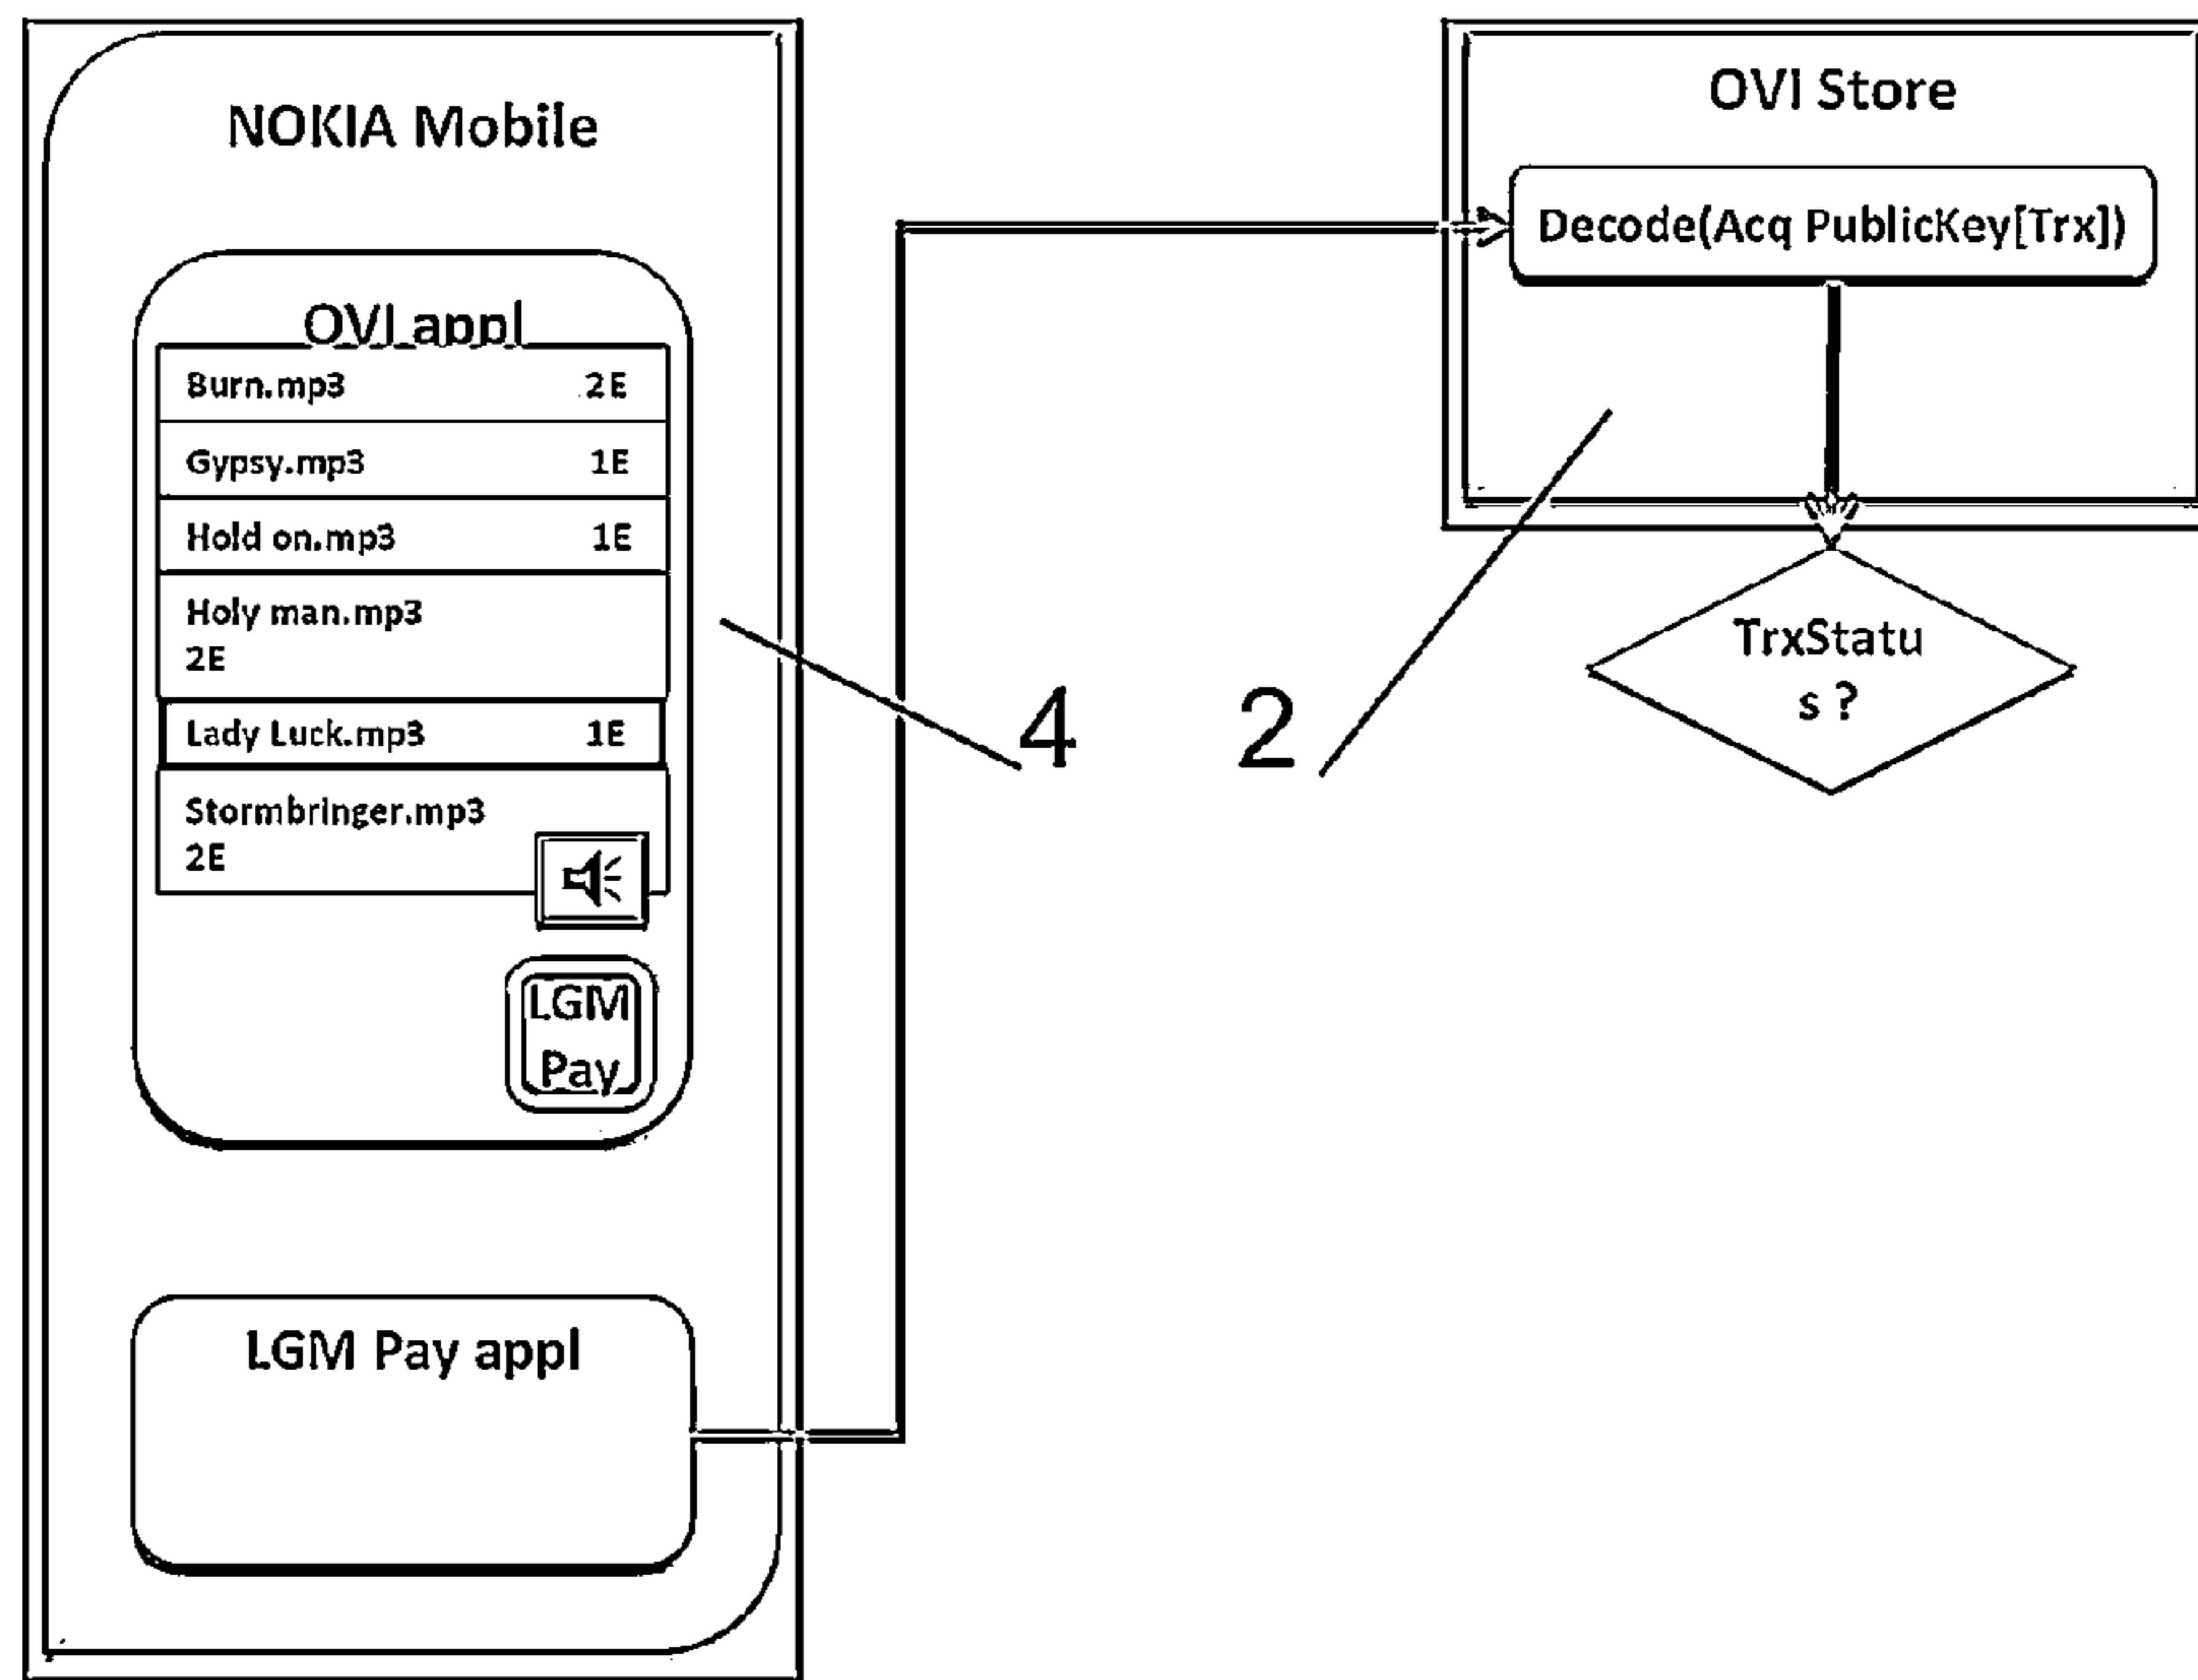 NOKIA Mobile
OVI appl
Burn.mp3 2E
Gypsy.mp3 1E
Hold on.mp3 1E
Holy man.mp3
2E
Lady Luck.mp3 1E
Stormbringer.mp3
2E
LGM
Pay
LGM Pay appl
4
2
OVI Store
Decode(Acq PublicKey[Trx])
TrxStatu
s ?